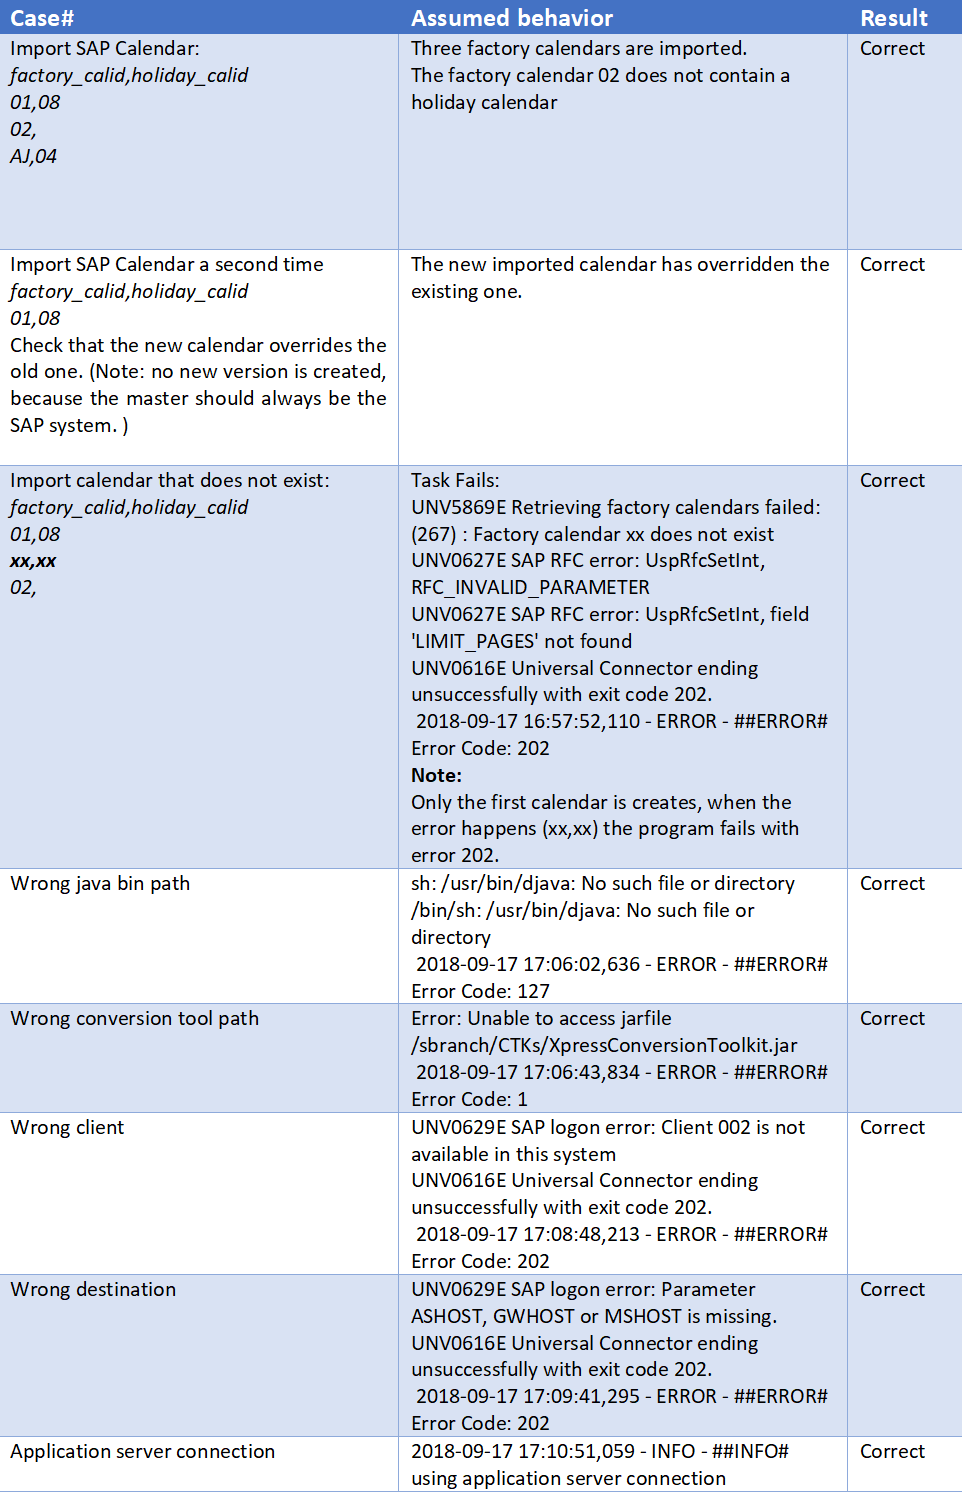 Case# Assumed behavior Result
Import SAP Calendar:
factory_calid,holiday_calid
01,08
02,
AJ,04
Three factory calendars are imported.
The factory calendar 02 does not contain a
holiday calendar
Correct
Import SAP Calendar a second time
factory_calid,holiday_calid
01,08
Check that the new calendar overrides the
old one. (Note: no new version is created,
because the master should always be the
SAP system. )
The new imported calendar has overridden the
existing one.
Correct
Import calendar that does not exist:
factory_calid,holiday_calid
01,08
xx,xx
02,
Task Fails:
UNV5869E Retrieving factory calendars failed:
(267) : Factory calendar xx does not exist
UNV0627E SAP RFC error: UspRfcSetInt,
RFC_INVALID_PARAMETER
UNV0627E SAP RFC error: UspRfcSetInt, field
'LIMIT_PAGES' not found
UNV0616E Universal Connector ending
unsuccessfully with exit code 202.
2018-09-17 16:57:52,110 - ERROR - ##ERROR#
Error Code: 202
Note:
Only the first calendar is creates, when the
error happens (xx,xx) the program fails with
error 202.
Correct
Wrong java bin path
sh: /usr/bin/djava: No such file or directory
/bin/sh: /usr/bin/djava: No such file or
directory
2018-09-17 17:06:02,636 - ERROR - ##ERROR#
Error Code: 127
Correct
Wrong conversion tool path
Error: Unable to access jarfile
/sbranch/CTKs/XpressConversionToolkit.jar
2018-09-17 17:06:43,834 - ERROR - ##ERROR#
Error Code: 1
Correct
Wrong client
UNV0629E SAP logon error: Client 002 is not
available in this system
UNV0616E Universal Connector ending
unsuccessfully with exit code 202.
2018-09-17 17:08:48,213 - ERROR - ##ERROR#
Error Code: 202
Correct
Wrong destination
UNV0629E SAP logon error: Parameter
ASHOST, GWHOST or MSHOST is missing.
UNV0616E Universal Connector ending
unsuccessfully with exit code 202.
2018-09-17 17:09:41,295 - ERROR - ##ERROR#
Error Code: 202
Correct
Application server connection
2018-09-17 17:10:51,059 - INFO - ##INFO#
using application server connection
Correct